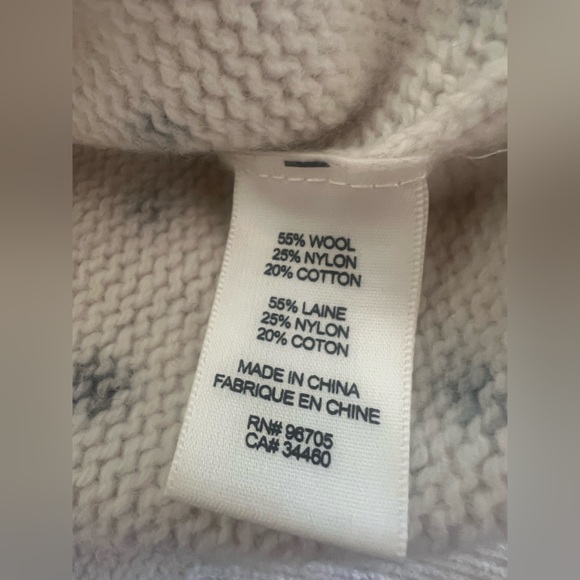 55% WOOL
25% NYLON
20% COTTON
55% LAINE
25% NYLON
20% COTON
MADE IN CHINA
FABRIQUE EN CHINE
RN# 96705
CA# 34460